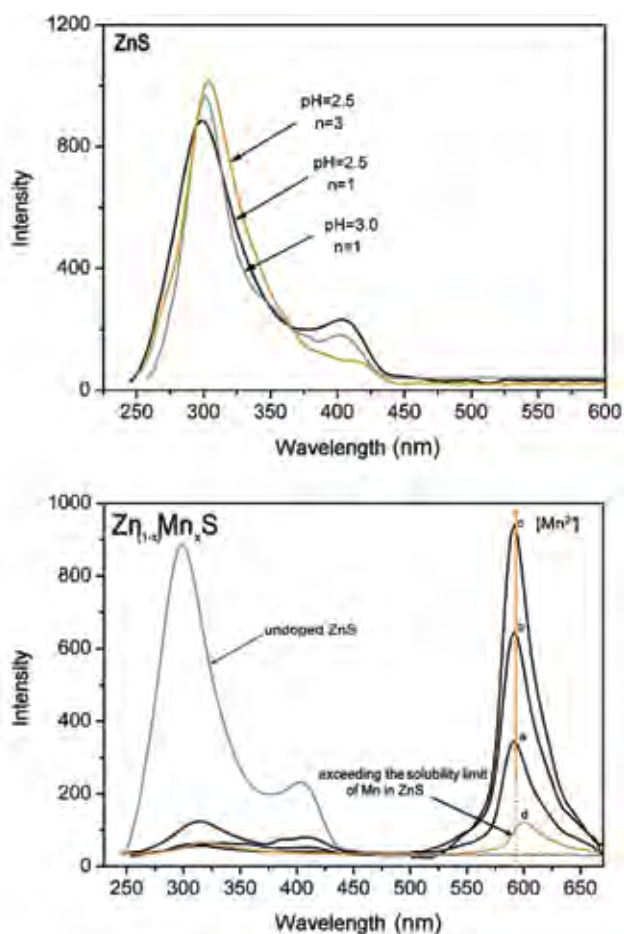 ZnS
1200
800
400
0
Intensity
pH=2.5
n=3
pH=2.5
n=1
pH=3.0
n=1
250 300 350 400 450 500 550 600
Wavelength (nm)
Zn(1-x)MnxS
1000
800
600
400
200
0
Intensity
undoped ZnS
[Mn2+]
c
b
a
exceeding the solubility limit
of Mn in ZnS
d
250 300 350 400 450 500 550 600 650
Wavelength (nm)